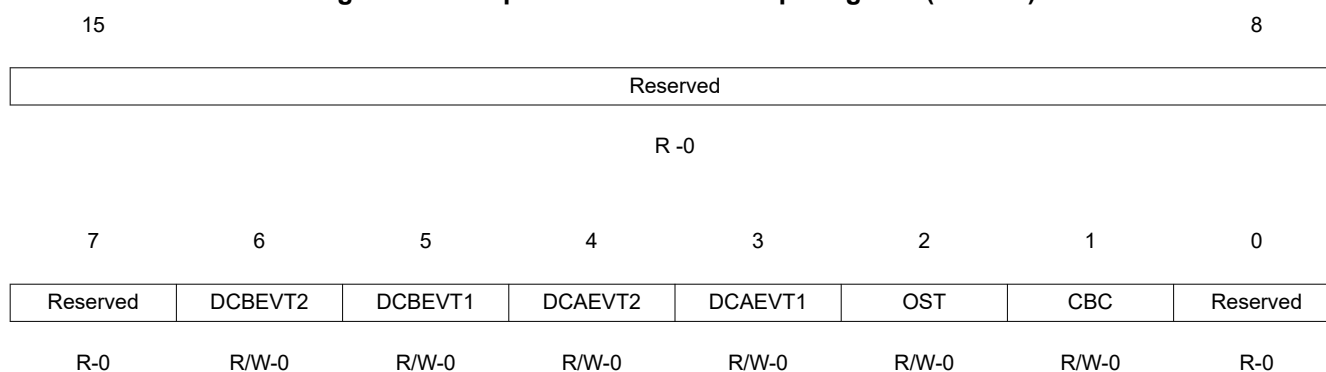 15 8
Reserved
R -0
7 6 5 4 3 2 1 0
Reserved DCBEVT2 DCBEVT1 DCAEVT2 DCAEVT1 OST CBC Reserved
R-0 R/W-0 R/W-0 R/W-0 R/W-0 R/W-0 R/W-0 R-0